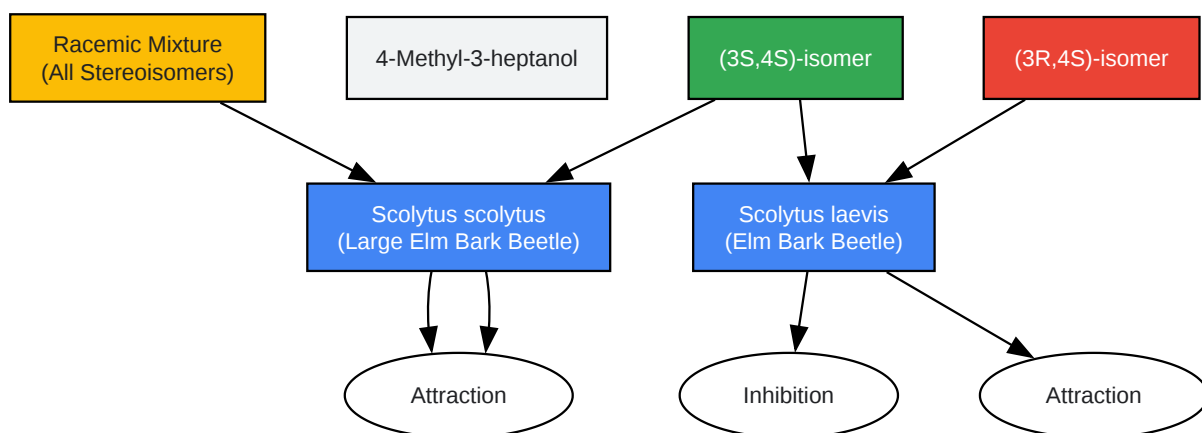 Racemic Mixture
(All Stereoisomers)
4-Methyl-3-heptanol
(3S,4S)-isomer
(3R,4S)-isomer
Scolytus scolytus
(Large Elm Bark Beetle)
Scolytus laevis
(Elm Bark Beetle)
Attraction
Inhibition
Attraction